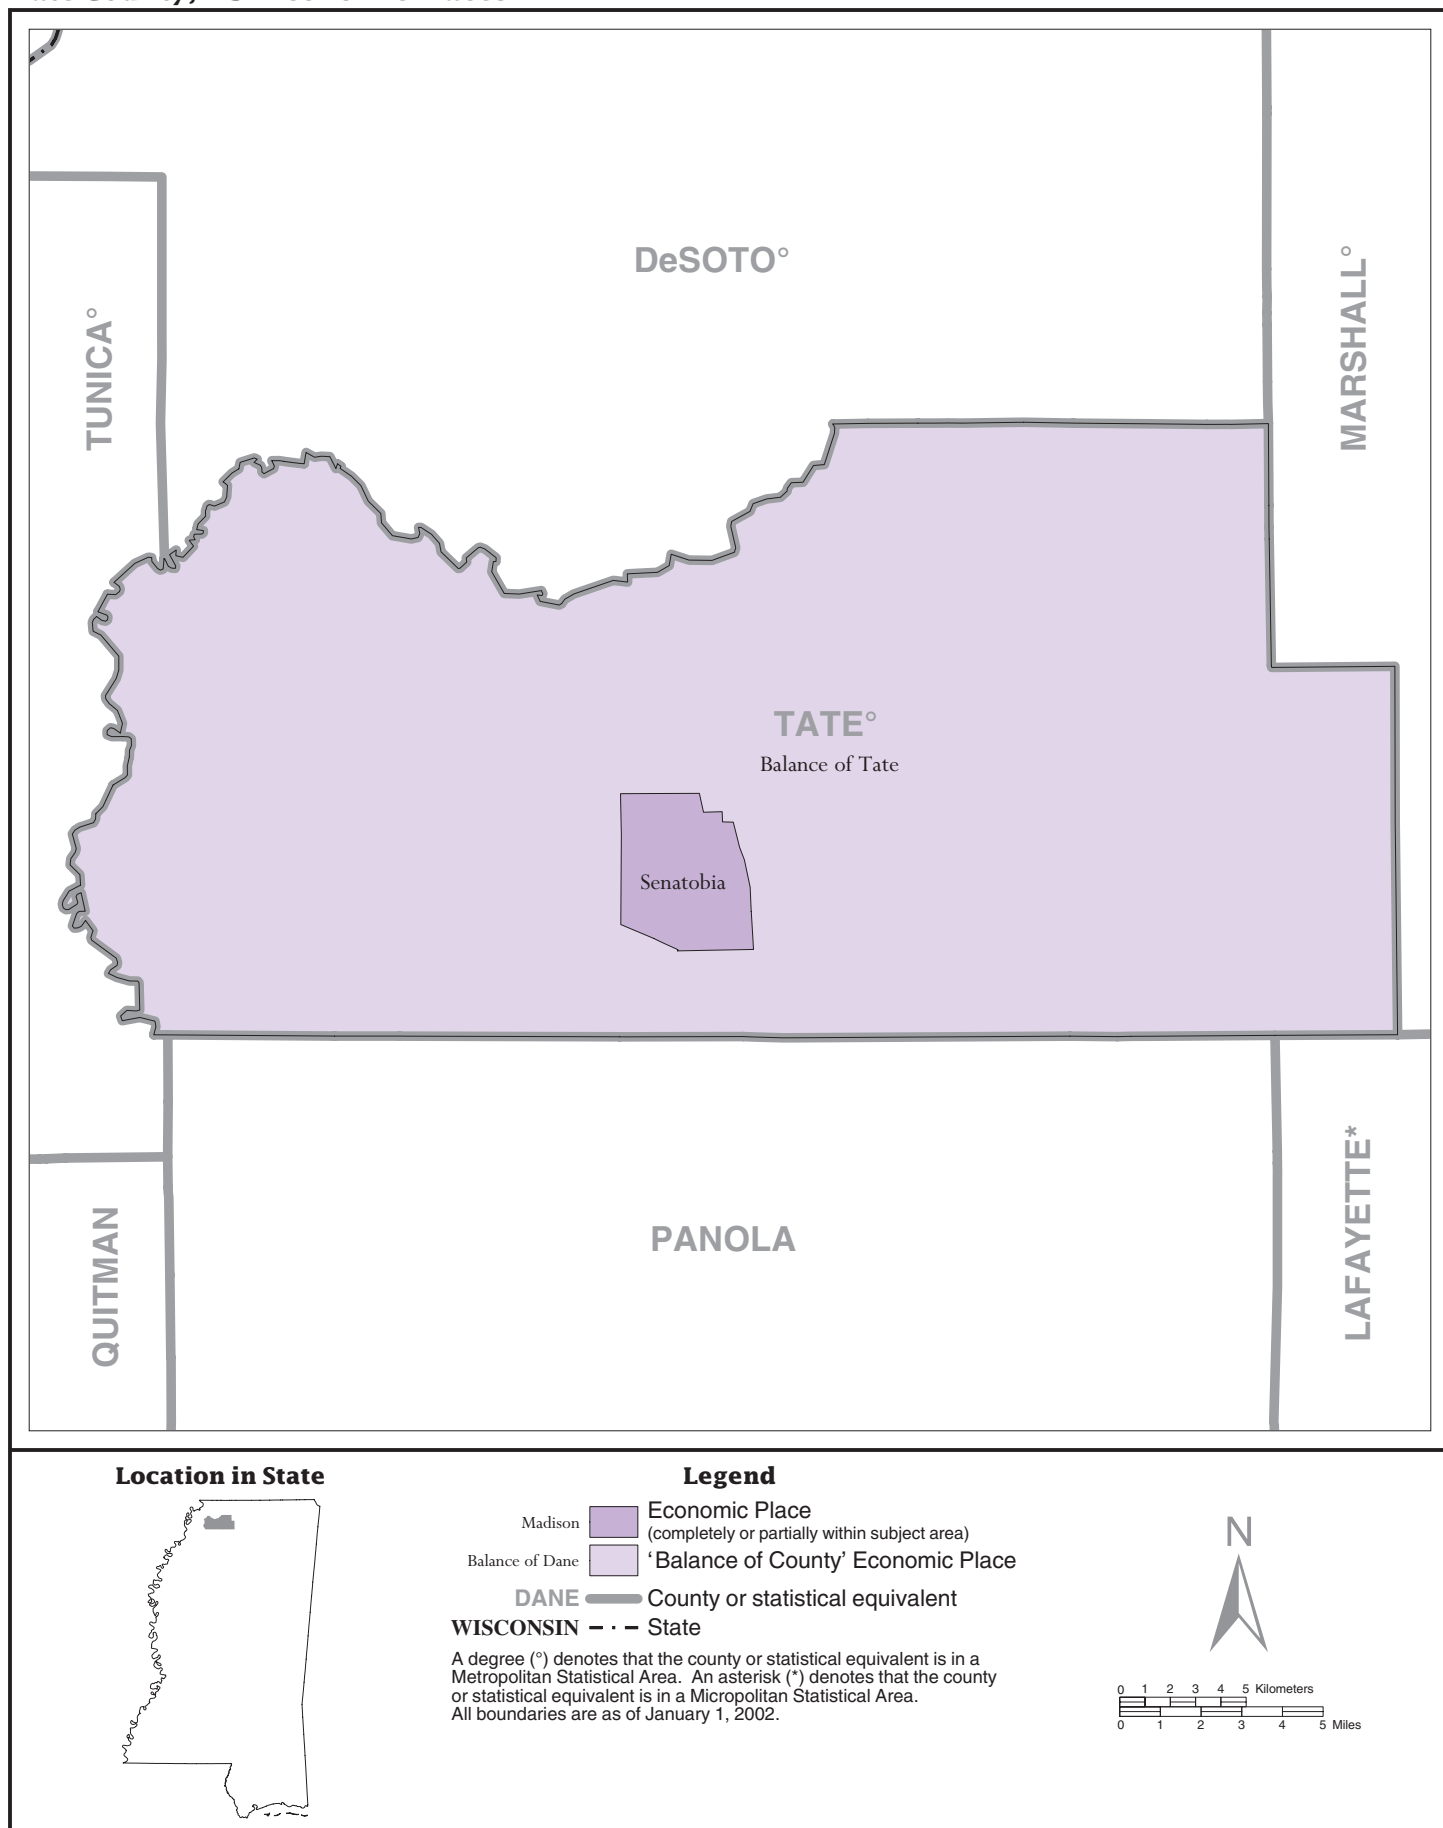 DeSOTO°
TUNICA°
MARSHALL°
TATE°
Balance of Tate
Senatobia
PANOLA
QUITMAN
LAFAYETTE*
Location in State
Legend
Madison
Economic Place
(completely or partially within subject area)
Balance of Dane
‘Balance of County’ Economic Place
DANE
County or statistical equivalent
WISCONSIN
State
A degree (°) denotes that the county or statistical equivalent is in a
Metropolitan Statistical Area. An asterisk (*) denotes that the county
or statistical equivalent is in a Micropolitan Statistical Area.
All boundaries are as of January 1, 2002.
N
0 1 2 3 4 5 Kilometers
0 1 2 3 4 5 Miles